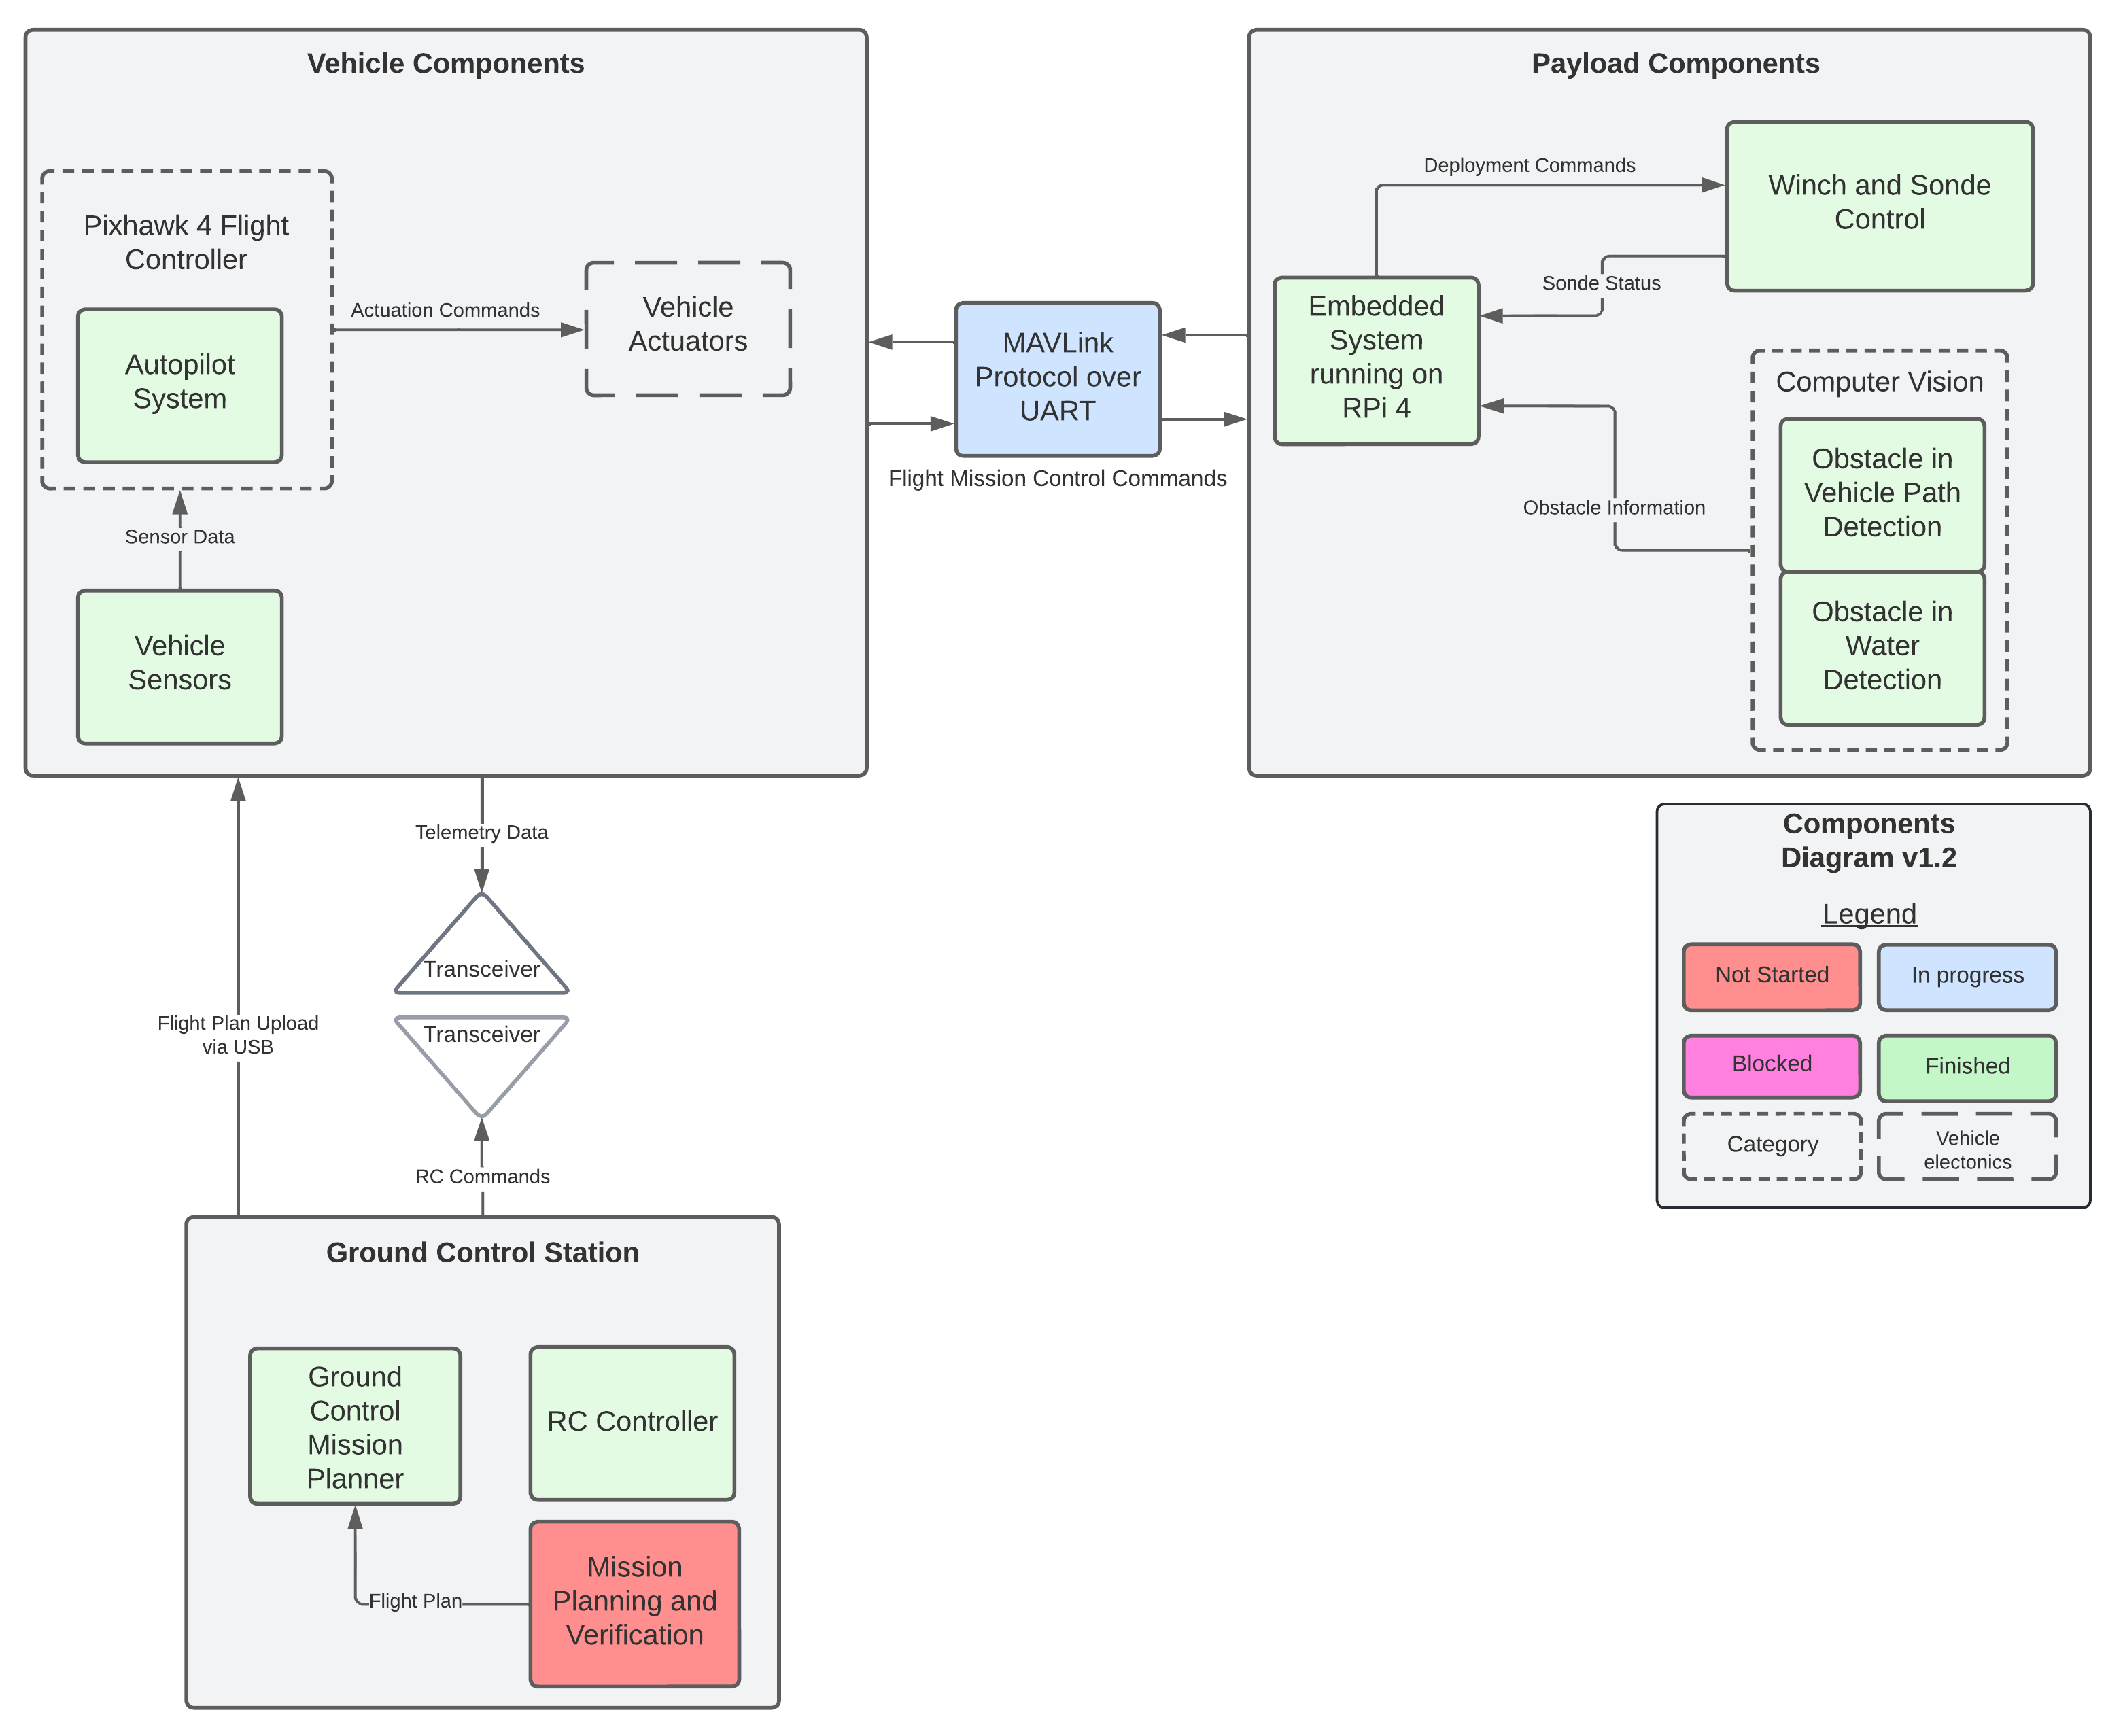 Vehicle Components
Pixhawk 4 Flight
Controller
Autopilot
System
Actuation Commands
Vehicle
Actuators
Sensor Data
Vehicle
Sensors
MAVLink
Protocol over
UART
Flight Mission Control Commands
Payload Components
Deployment Commands
Winch and Sonde
Control
Sonde Status
Embedded
System
running on
RPi 4
Computer Vision
Obstacle in
Vehicle Path
Detection
Obstacle Information
Obstacle in
Water
Detection
Telemetry Data
Transceiver
Transceiver
Flight Plan Upload
via USB
RC Commands
Ground Control Station
Ground
Control
Mission
Planner
RC Controller
Flight Plan
Mission
Planning and
Verification
Components
Diagram v1.2
Legend
Not Started
In progress
Blocked
Finished
Category
Vehicle
electonics